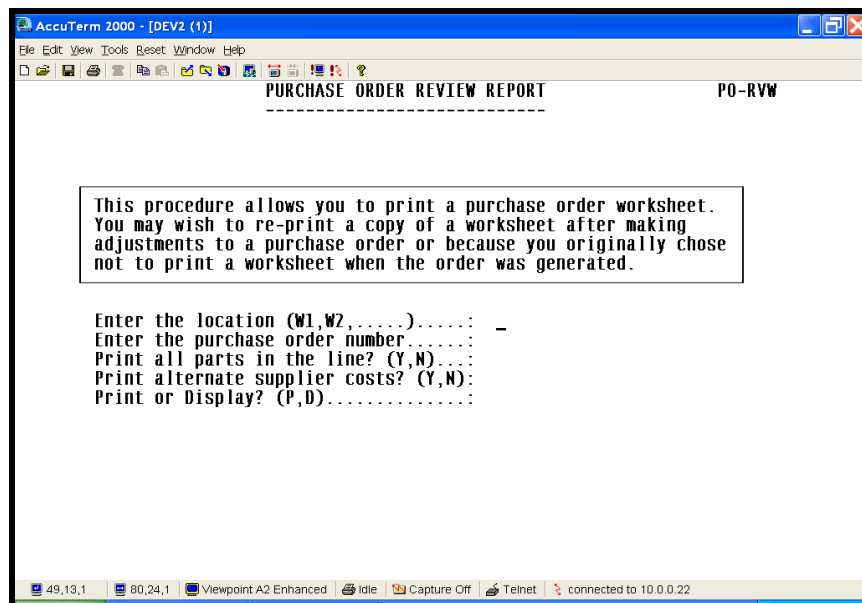 AccuTerm 2000 - [DEV2 (1)]
File Edit View Tools Reset Window Help
PURCHASE ORDER REVIEW REPORT PO-RVW
----------------------------
This procedure allows you to print a purchase order worksheet.
You may wish to re-print a copy of a worksheet after making
adjustments to a purchase order or because you originally chose
not to print a worksheet when the order was generated.
Enter the location (W1,W2,.....).....: _
Enter the purchase order number......:
Print all parts in the line? (Y,N)...:
Print alternate supplier costs? (Y,N):
Print or Display? (P,D)..............:
49,13,1 80,24,1 Viewpoint A2 Enhanced Idle Capture Off Telnet connected to 10.0.0.22